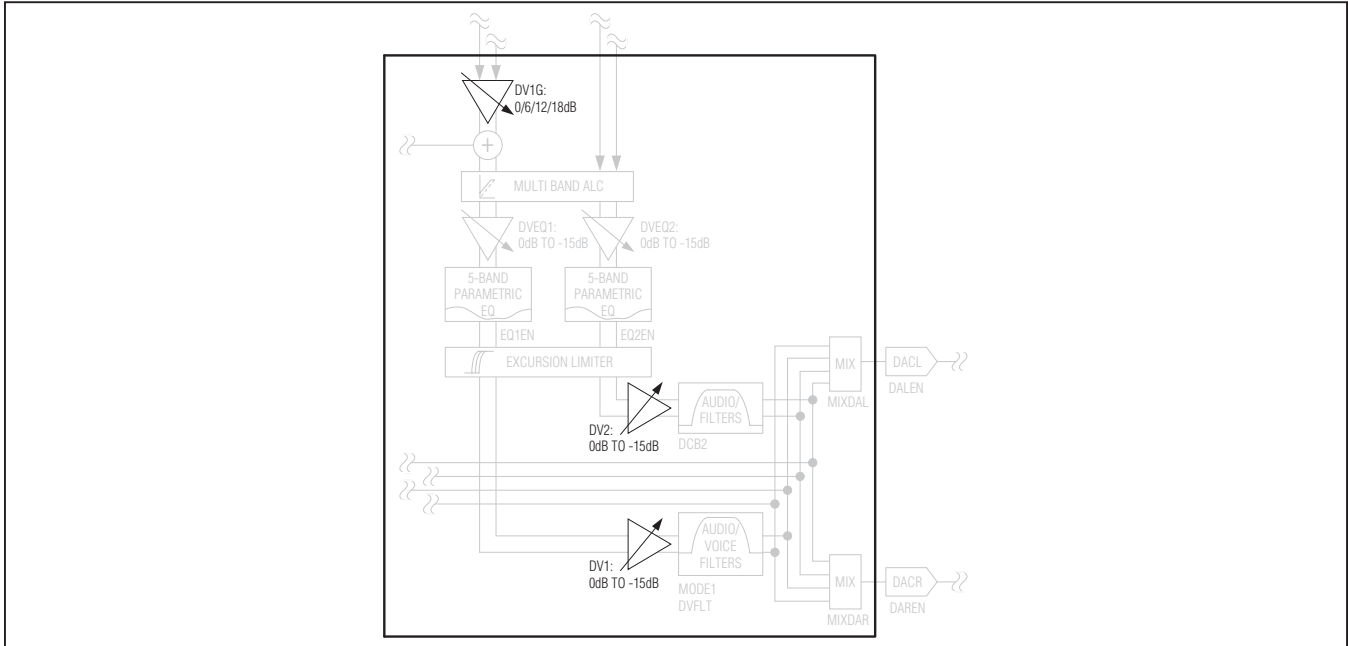 DV1G:
0/6/12/18dB
+
MULTI BAND ALC
DVEQ1:
0dB TO -15dB
DVEQ2:
0dB TO -15dB
5-BAND
PARAMETRIC
EQ
5-BAND
PARAMETRIC
EQ
EQ1EN
EQ2EN
EXCURSION LIMITER
MIX
MIXDAL
DACL
DALEN
DV2:
0dB TO -15dB
AUDIO/
FILTERS
DCB2
DV1:
0dB TO -15dB
AUDIO/
VOICE
FILTERS
MODE1
DVFLT
MIX
MIXDAR
DACR
DAREN